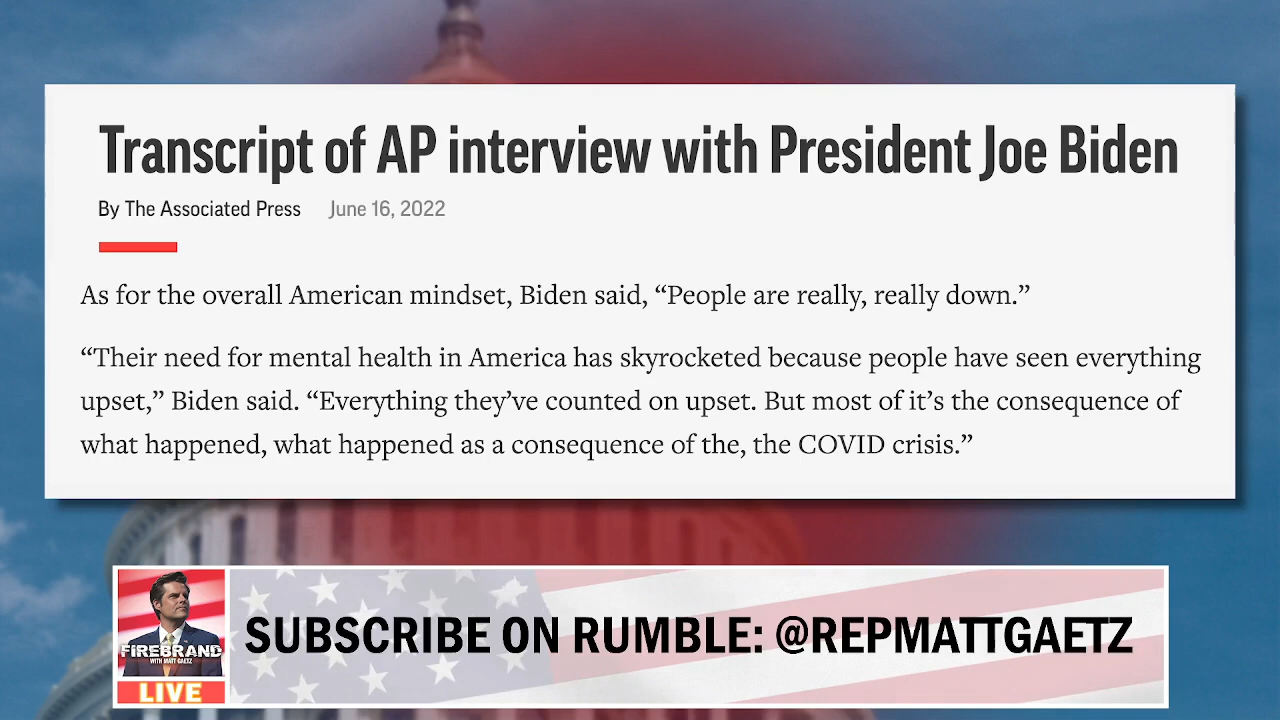 Transcript of AP interview with President Joe Biden
By The Associated Press June 16, 2022
As for the overall American mindset, Biden said, “People are really, really down.”
“Their need for mental health in America has skyrocketed because people have seen everything
upset,” Biden said. “Everything they’ve counted on upset. But most of it’s the consequence of
what happened, what happened as a consequence of the, the COVID crisis.”
FIREBRAND
WITH MATT GAETZ
LIVE
SUBSCRIBE ON RUMBLE: @REPMATTGAETZ